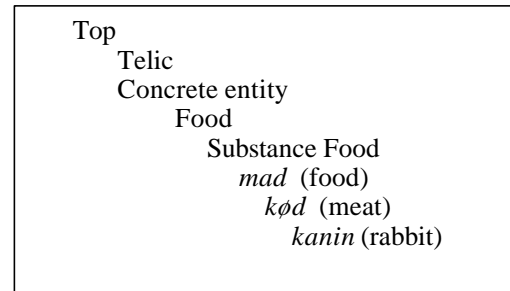 Top
Telic
Concrete entity
Food
Substance Food
mad (food)
kød (meat)
kanin (rabbit)